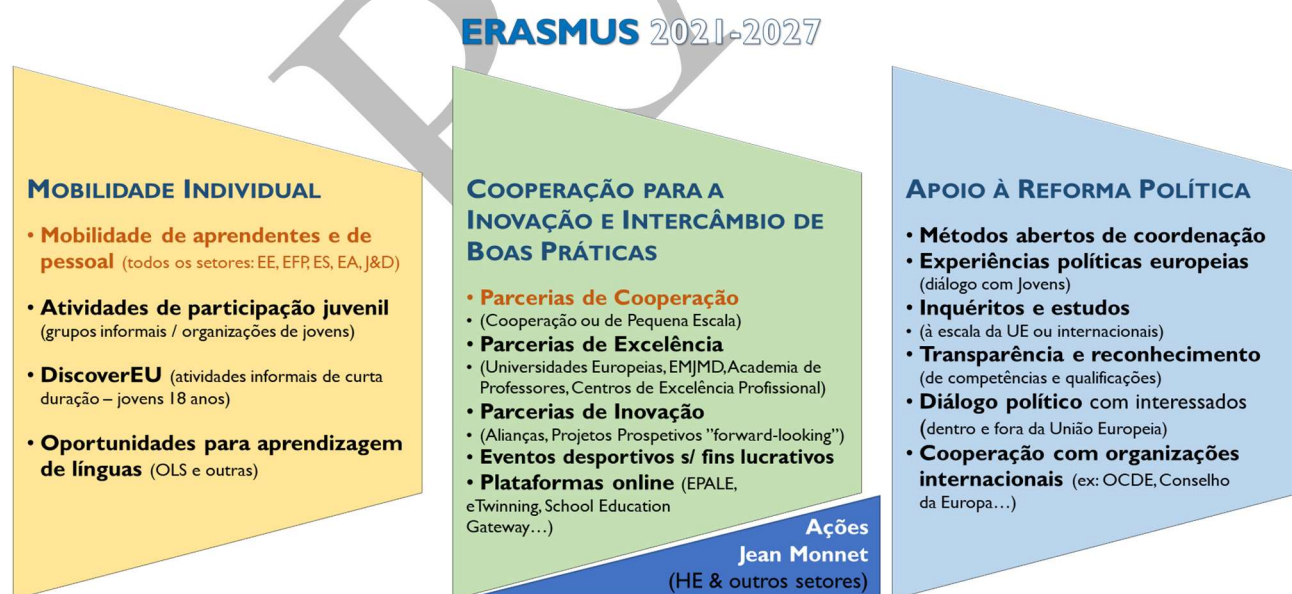 ERASMUS 2021-2027
MOBILIDADE INDIVIDUAL
• Mobilidade de aprendentes e de
pessoal (todos os setores: EE, EFP, ES, EA, J&D)
• Atividades de participação juvenil
(grupos informais / organizações de jovens)
• DiscoverEU (atividades informais de curta
duração – jovens 18 anos)
• Oportunidades para aprendizagem
de línguas (OLS e outras)
COOPERAÇÃO PARA A
INOVAÇÃO E INTERCÂMBIO DE
BOAS PRÁTICAS
• Parcerias de Cooperação
• (Cooperação ou de Pequena Escala)
• Parcerias de Excelência
• (Universidades Europeias, EMJMD, Academia de
Professores, Centros de Excelência Profissional)
• Parcerias de Inovação
• (Alianças, Projetos Prospetivos ”forward-looking”)
• Eventos desportivos s/ fins lucrativos
• Plataformas online (EPALE,
eTwinning, School Education
Gateway…)
Ações
Jean Monnet
(HE & outros setores)
APOIO À REFORMA POLÍTICA
• Métodos abertos de coordenação
• Experiências políticas europeias
(diálogo com Jovens)
• Inquéritos e estudos
• (à escala da UE ou internacionais)
• Transparência e reconhecimento
(de competências e qualificações)
• Diálogo político com interessados
(dentro e fora da União Europeia)
• Cooperação com organizações
internacionais (ex: OCDE, Conselho
da Europa…)